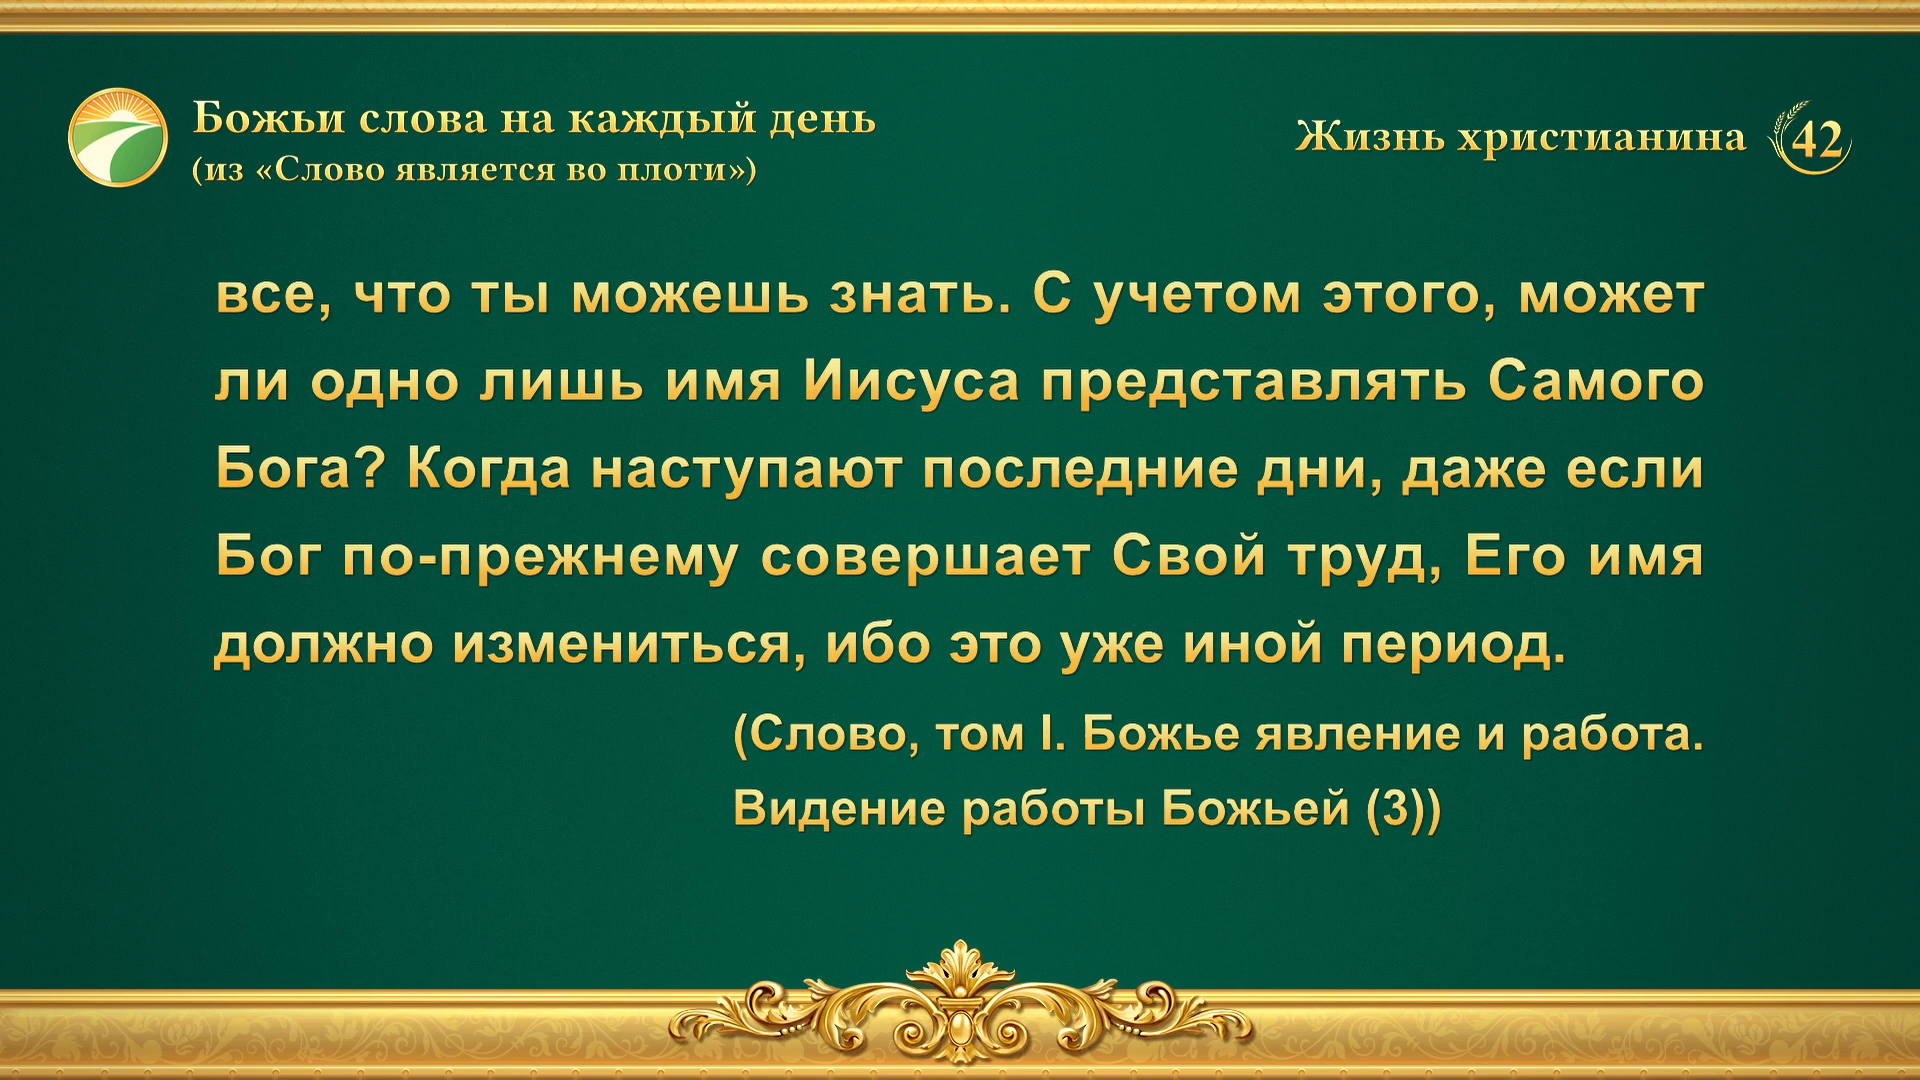 Божьи слова на каждый день
(из «Слово является во плоти»)
Жизнь христианина 42
все, что ты можешь знать. С учетом этого, может
ли одно лишь имя Иисуса представлять Самого
Бога? Когда наступают последние дни, даже если
Бог по-прежнему совершает Свой труд, Его имя
должно измениться, ибо это уже иной период.
(Слово, том I. Божье явление и работа.
Видение работы Божьей (3))